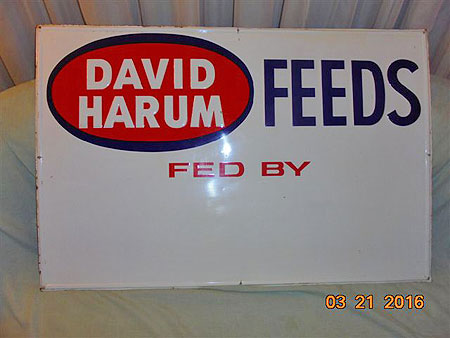 DAVID
HARUM
FEEDS
FED BY
03 21 2016